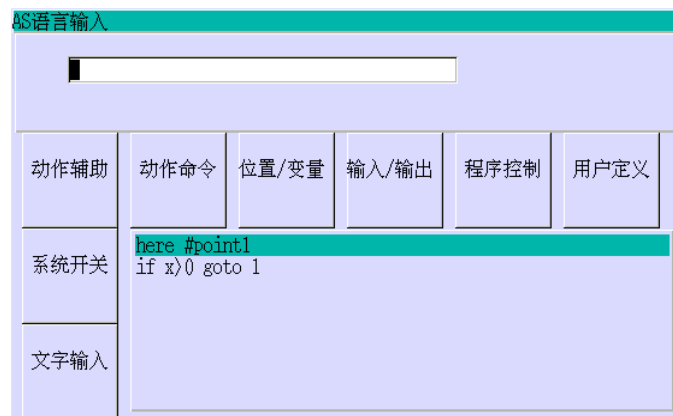 AS语言输入
动作辅助
动作命令
位置/变量
输入/输出
程序控制
用户定义
系统开关
here #point1
if x>0 goto 1
文字输入